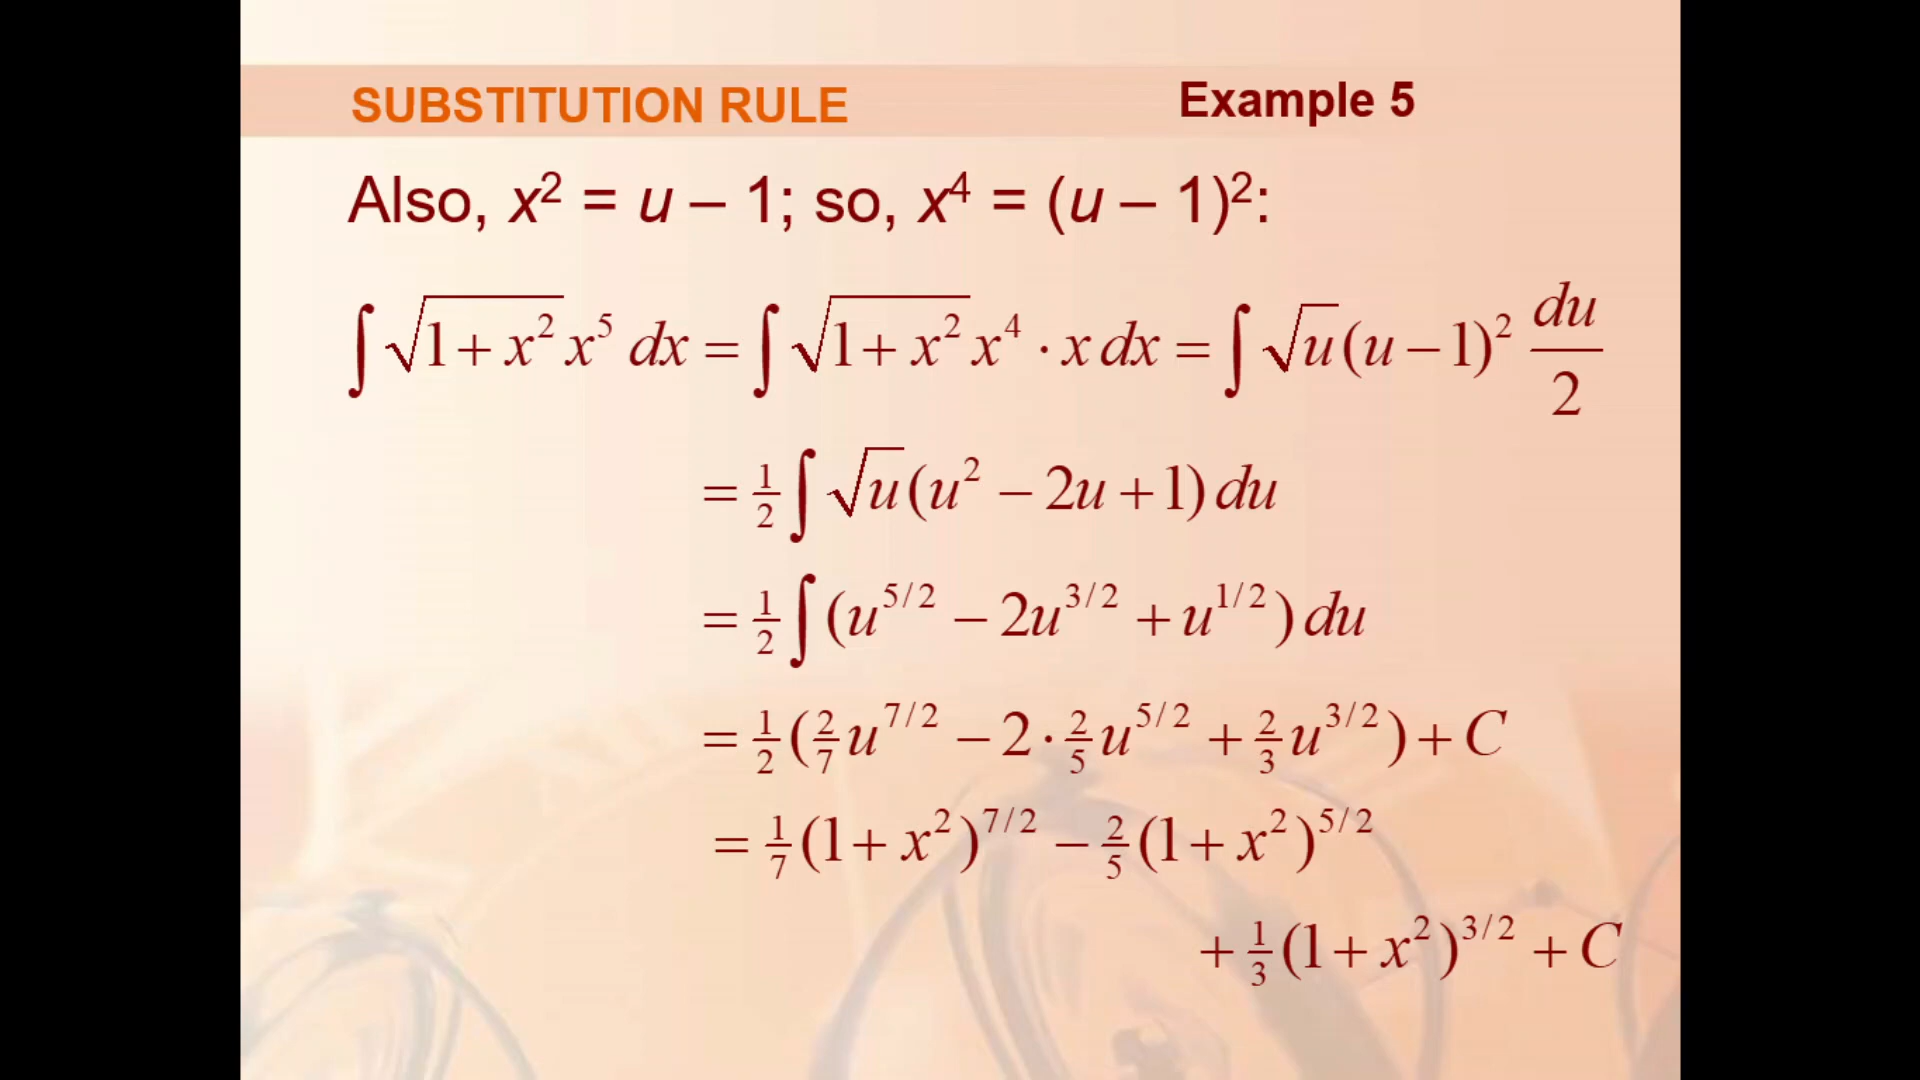 SUBSTITUTION RULE
Example 5
Also, x² = u – 1; so, x⁴ = (u – 1)²:
∫ √(1 + x²) x⁵ dx = ∫ √(1 + x²) x⁴ · x dx = ∫ √u (u − 1)² du/2
= 1/2 ∫ √u (u² − 2u + 1) du
= 1/2 ∫ (u^(5/2) − 2u^(3/2) + u^(1/2)) du
= 1/2 (2/7 u^(7/2) − 2 · 2/5 u^(5/2) + 2/3 u^(3/2)) + C
= 1/7 (1 + x²)^(7/2) − 2/5 (1 + x²)^(5/2)
+ 1/3 (1 + x²)^(3/2) + C